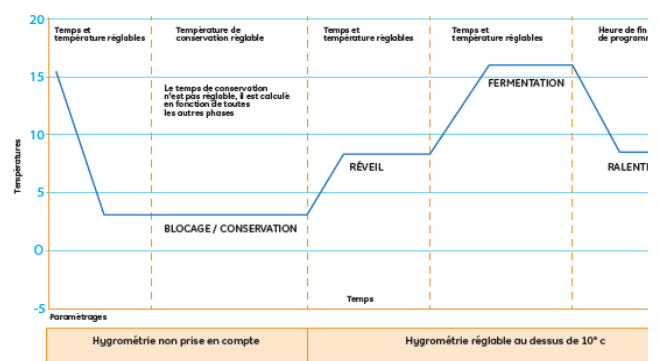 20
15
10
5
0
-5
Températures
Temps et
température réglables
Température de
conservation réglable
Temps et
température réglables
Temps et
température réglables
Heure de fin
de programm
Le temps de conservation
n'est pas réglable, il est calculé
en fonction de toutes
les autres phases
FERMENTATION
RÉVEIL
RALENTI
BLOCAGE / CONSERVATION
Temps
Paramètrages
Hygrométrie non prise en compte
Hygrométrie réglable au dessus de 10° c